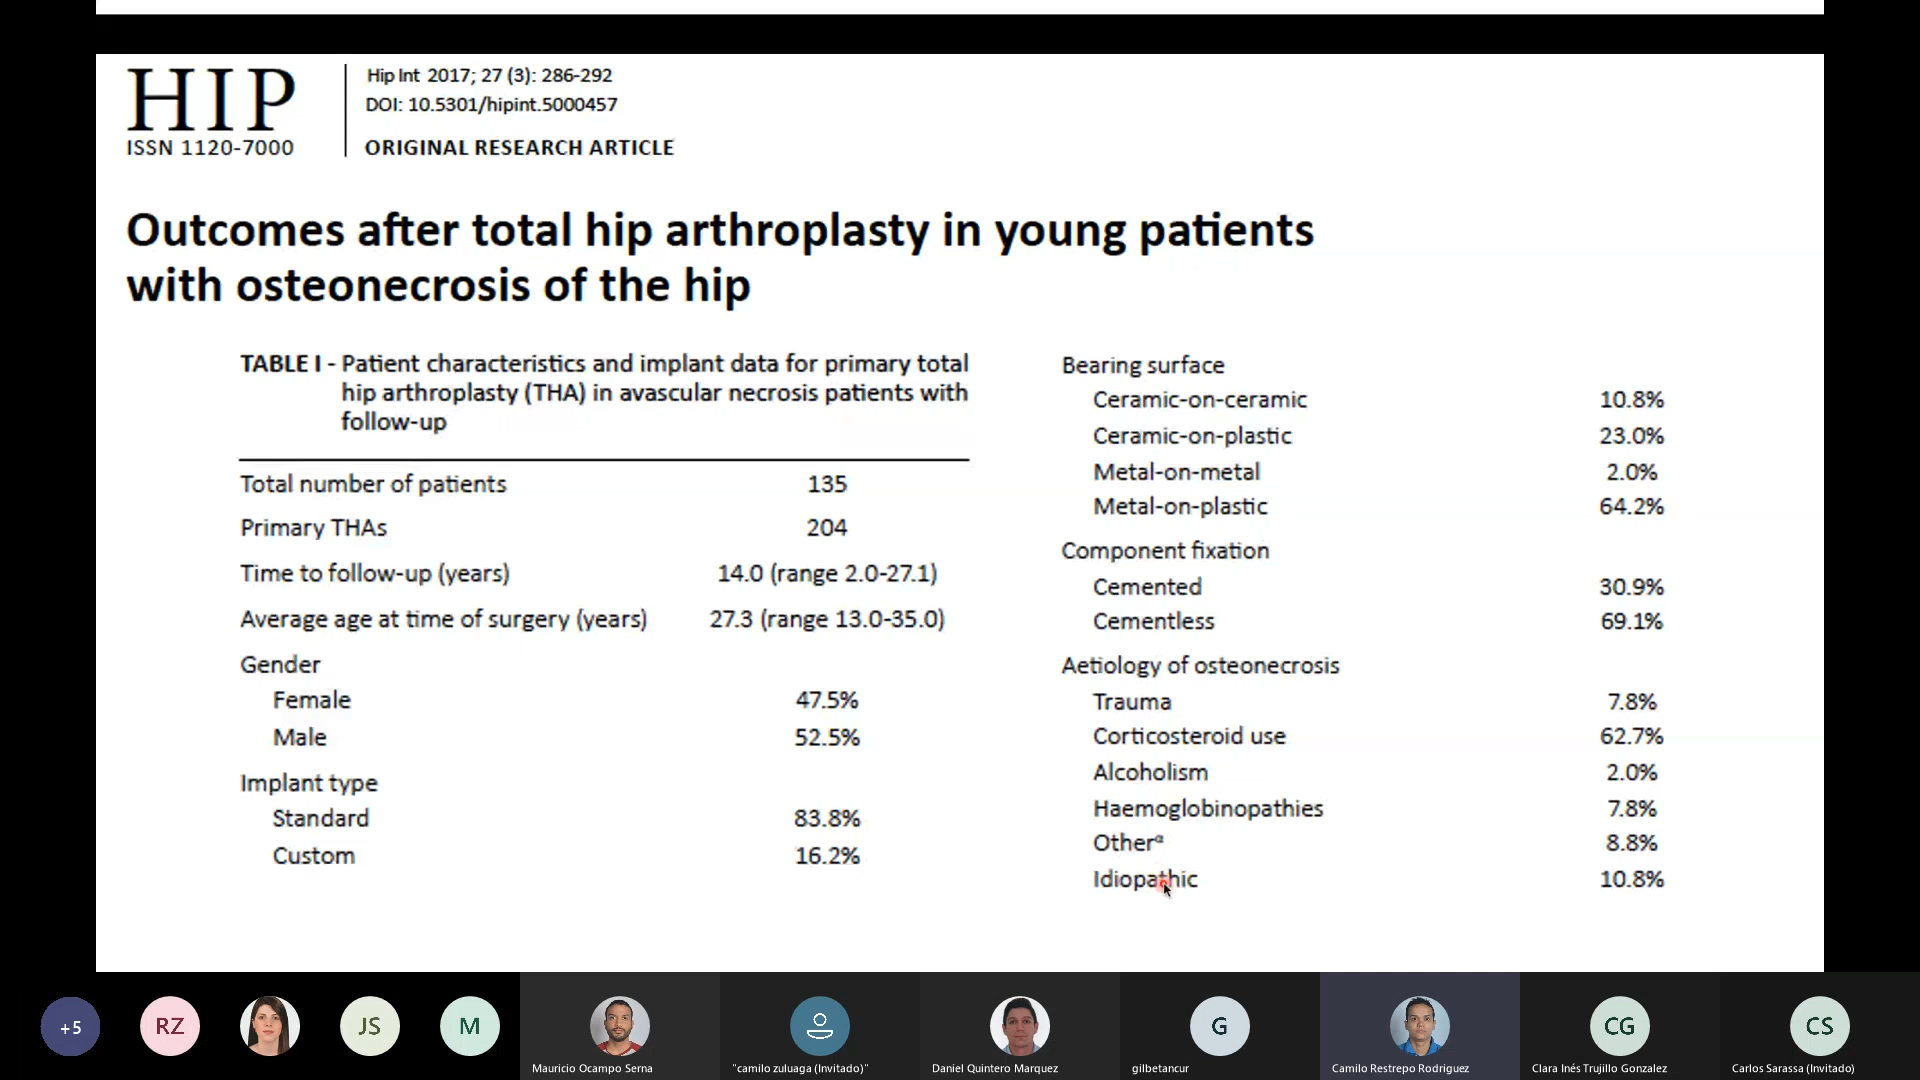 HIP
ISSN 1120-7000
Hip Int 2017; 27 (3): 286-292
DOI: 10.5301/hipint.5000457
ORIGINAL RESEARCH ARTICLE
Outcomes after total hip arthroplasty in young patients
with osteonecrosis of the hip
TABLE I - Patient characteristics and implant data for primary total
hip arthroplasty (THA) in avascular necrosis patients with
follow-up
Total number of patients 135
Primary THAs 204
Time to follow-up (years) 14.0 (range 2.0-27.1)
Average age at time of surgery (years) 27.3 (range 13.0-35.0)
Gender
Female 47.5%
Male 52.5%
Implant type
Standard 83.8%
Custom 16.2%
Bearing surface
Ceramic-on-ceramic 10.8%
Ceramic-on-plastic 23.0%
Metal-on-metal 2.0%
Metal-on-plastic 64.2%
Component fixation
Cemented 30.9%
Cementless 69.1%
Aetiology of osteonecrosis
Trauma 7.8%
Corticosteroid use 62.7%
Alcoholism 2.0%
Haemoglobinopathies 7.8%
Otherᵃ 8.8%
Idiopathic 10.8%
+5
RZ
JS
M
Mauricio Ocampo Serna
"camilo zuluaga (Invitado)"
Daniel Quintero Marquez
G
gilbetancur
Camilo Restrepo Rodriguez
CG
Clara Inés Trujillo Gonzalez
CS
Carlos Sarassa (Invitado)